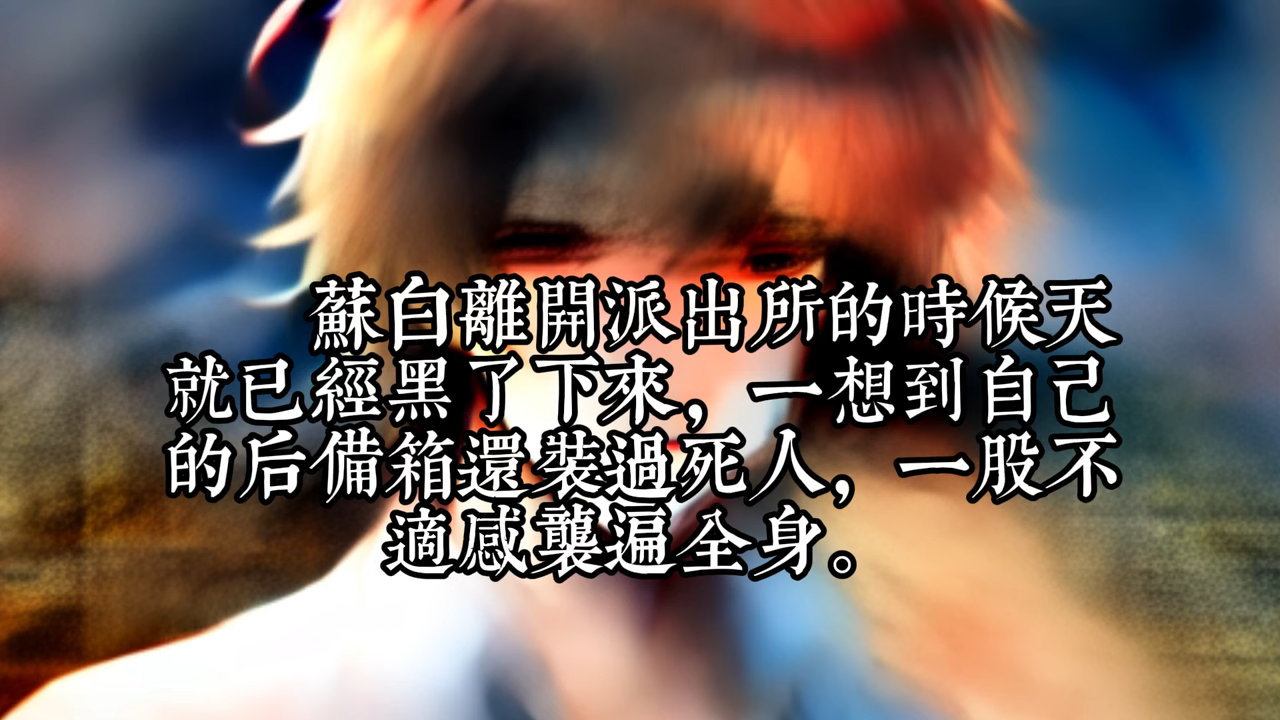 蘇白離開派出所的時候天
就已經黑了下來，一想到自己
的后備箱還裝過死人，一股不
適感襲遍全身。